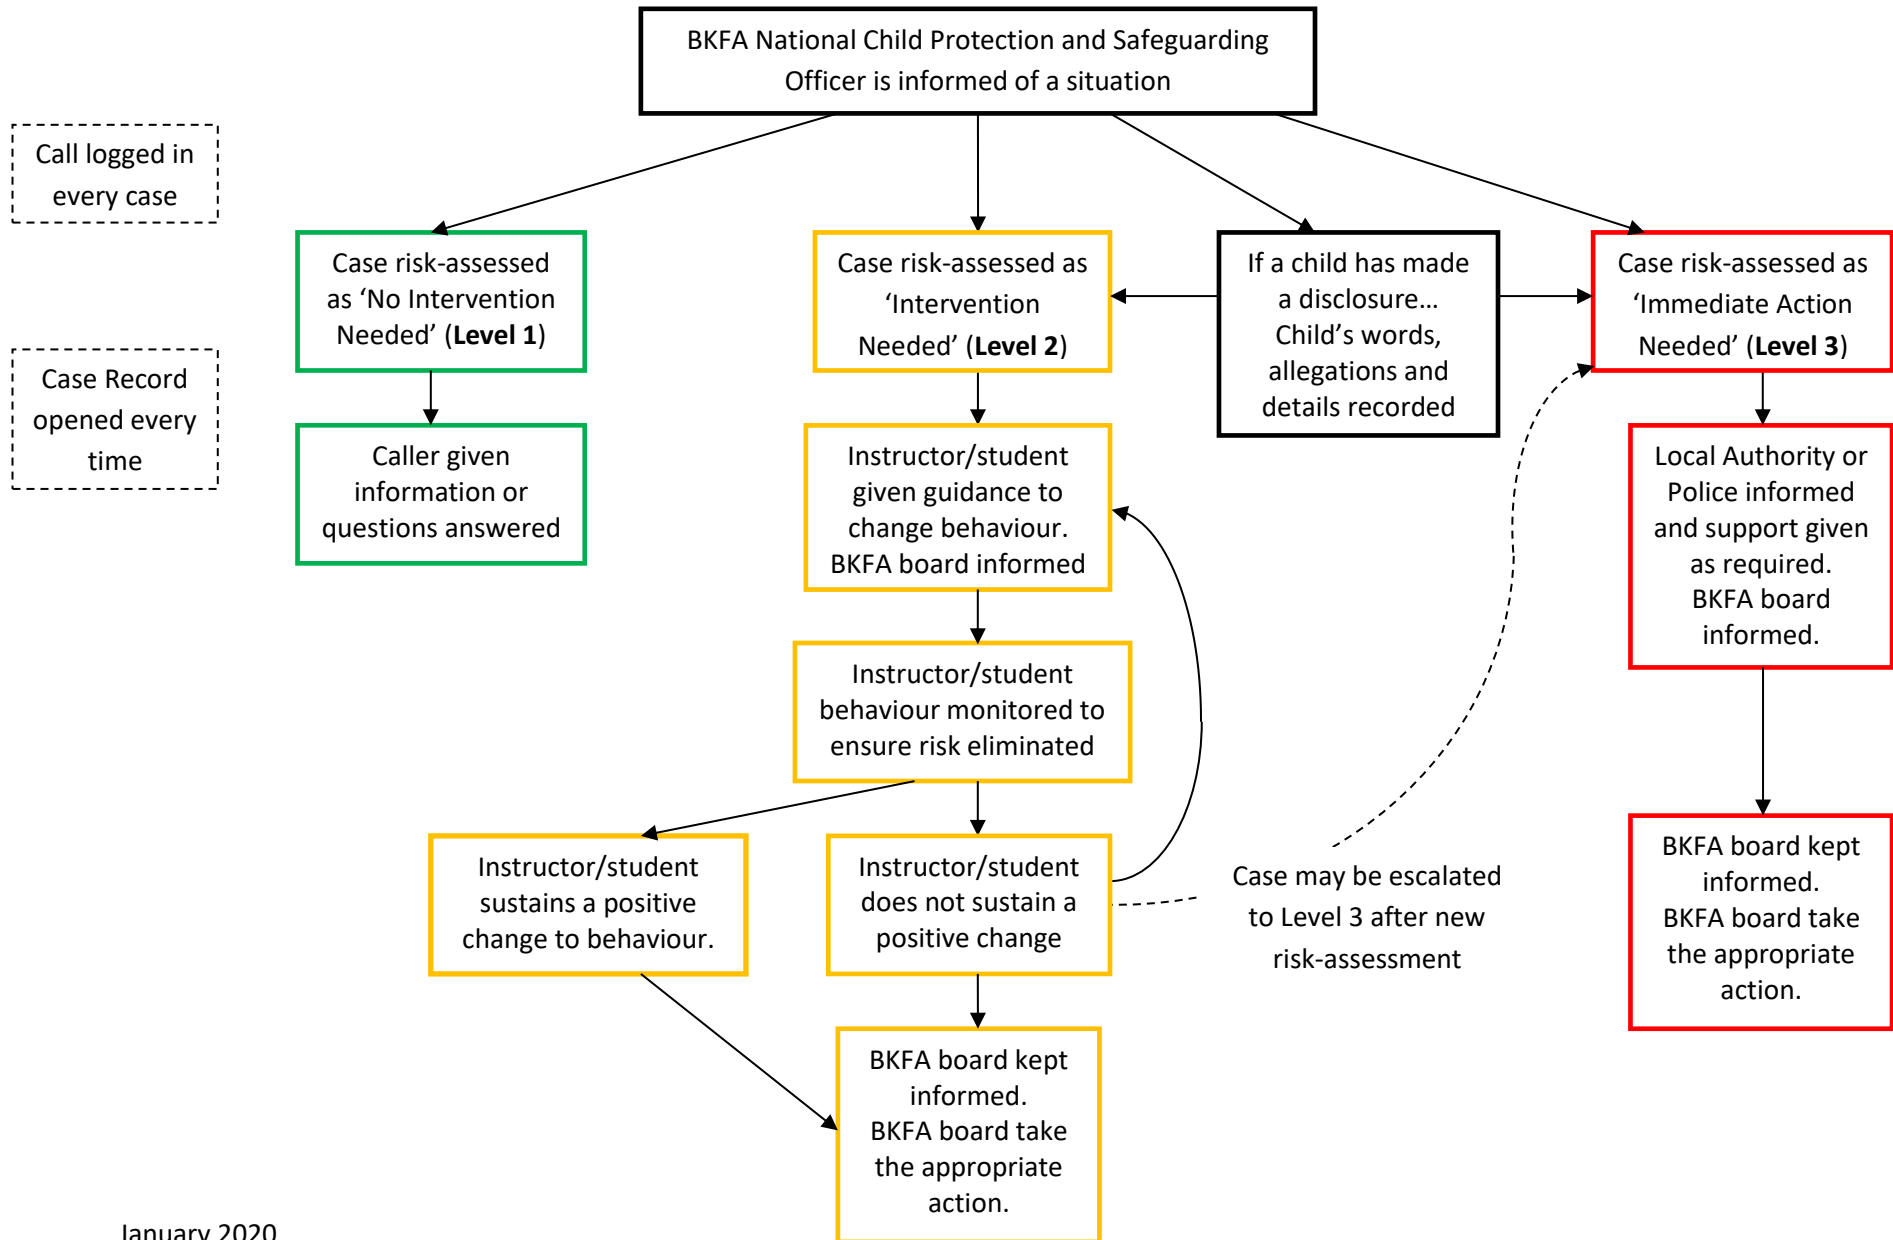 BKFA National Child Protection and Safeguarding
Officer is informed of a situation
Call logged in
every case
Case Record
opened every
time
Case risk-assessed
as ‘No Intervention
Needed’ (Level 1)
Caller given
information or
questions answered
Case risk-assessed as
‘Intervention
Needed’ (Level 2)
Instructor/student
given guidance to
change behaviour.
BKFA board informed
Instructor/student
behaviour monitored to
ensure risk eliminated
Instructor/student
sustains a positive
change to behaviour.
Instructor/student
does not sustain a
positive change
BKFA board kept
informed.
BKFA board take
the appropriate
action.
If a child has made
a disclosure…
Child’s words,
allegations and
details recorded
Case may be escalated
to Level 3 after new
risk-assessment
Case risk-assessed as
‘Immediate Action
Needed’ (Level 3)
Local Authority or
Police informed
and support given
as required.
BKFA board
informed.
BKFA board kept
informed.
BKFA board take
the appropriate
action.
January 2020